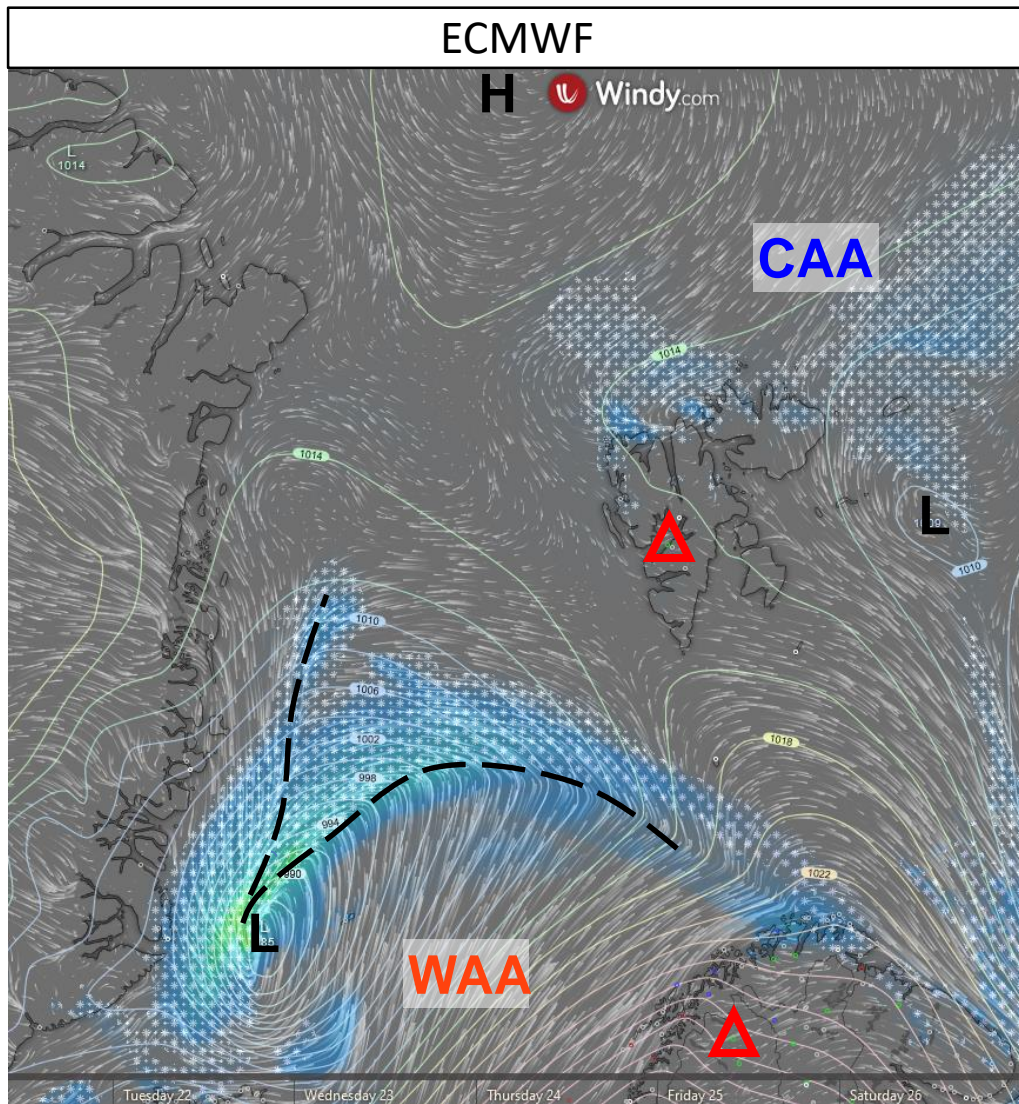 ECMWF
H
Windy.com
L
1014
CAA
1014
1014
L
1010
1010
1006
1018
1002
998
994
1022
990
L
WAA
Tuesday 22
Wednesday 23
Thursday 24
Friday 25
Saturday 26